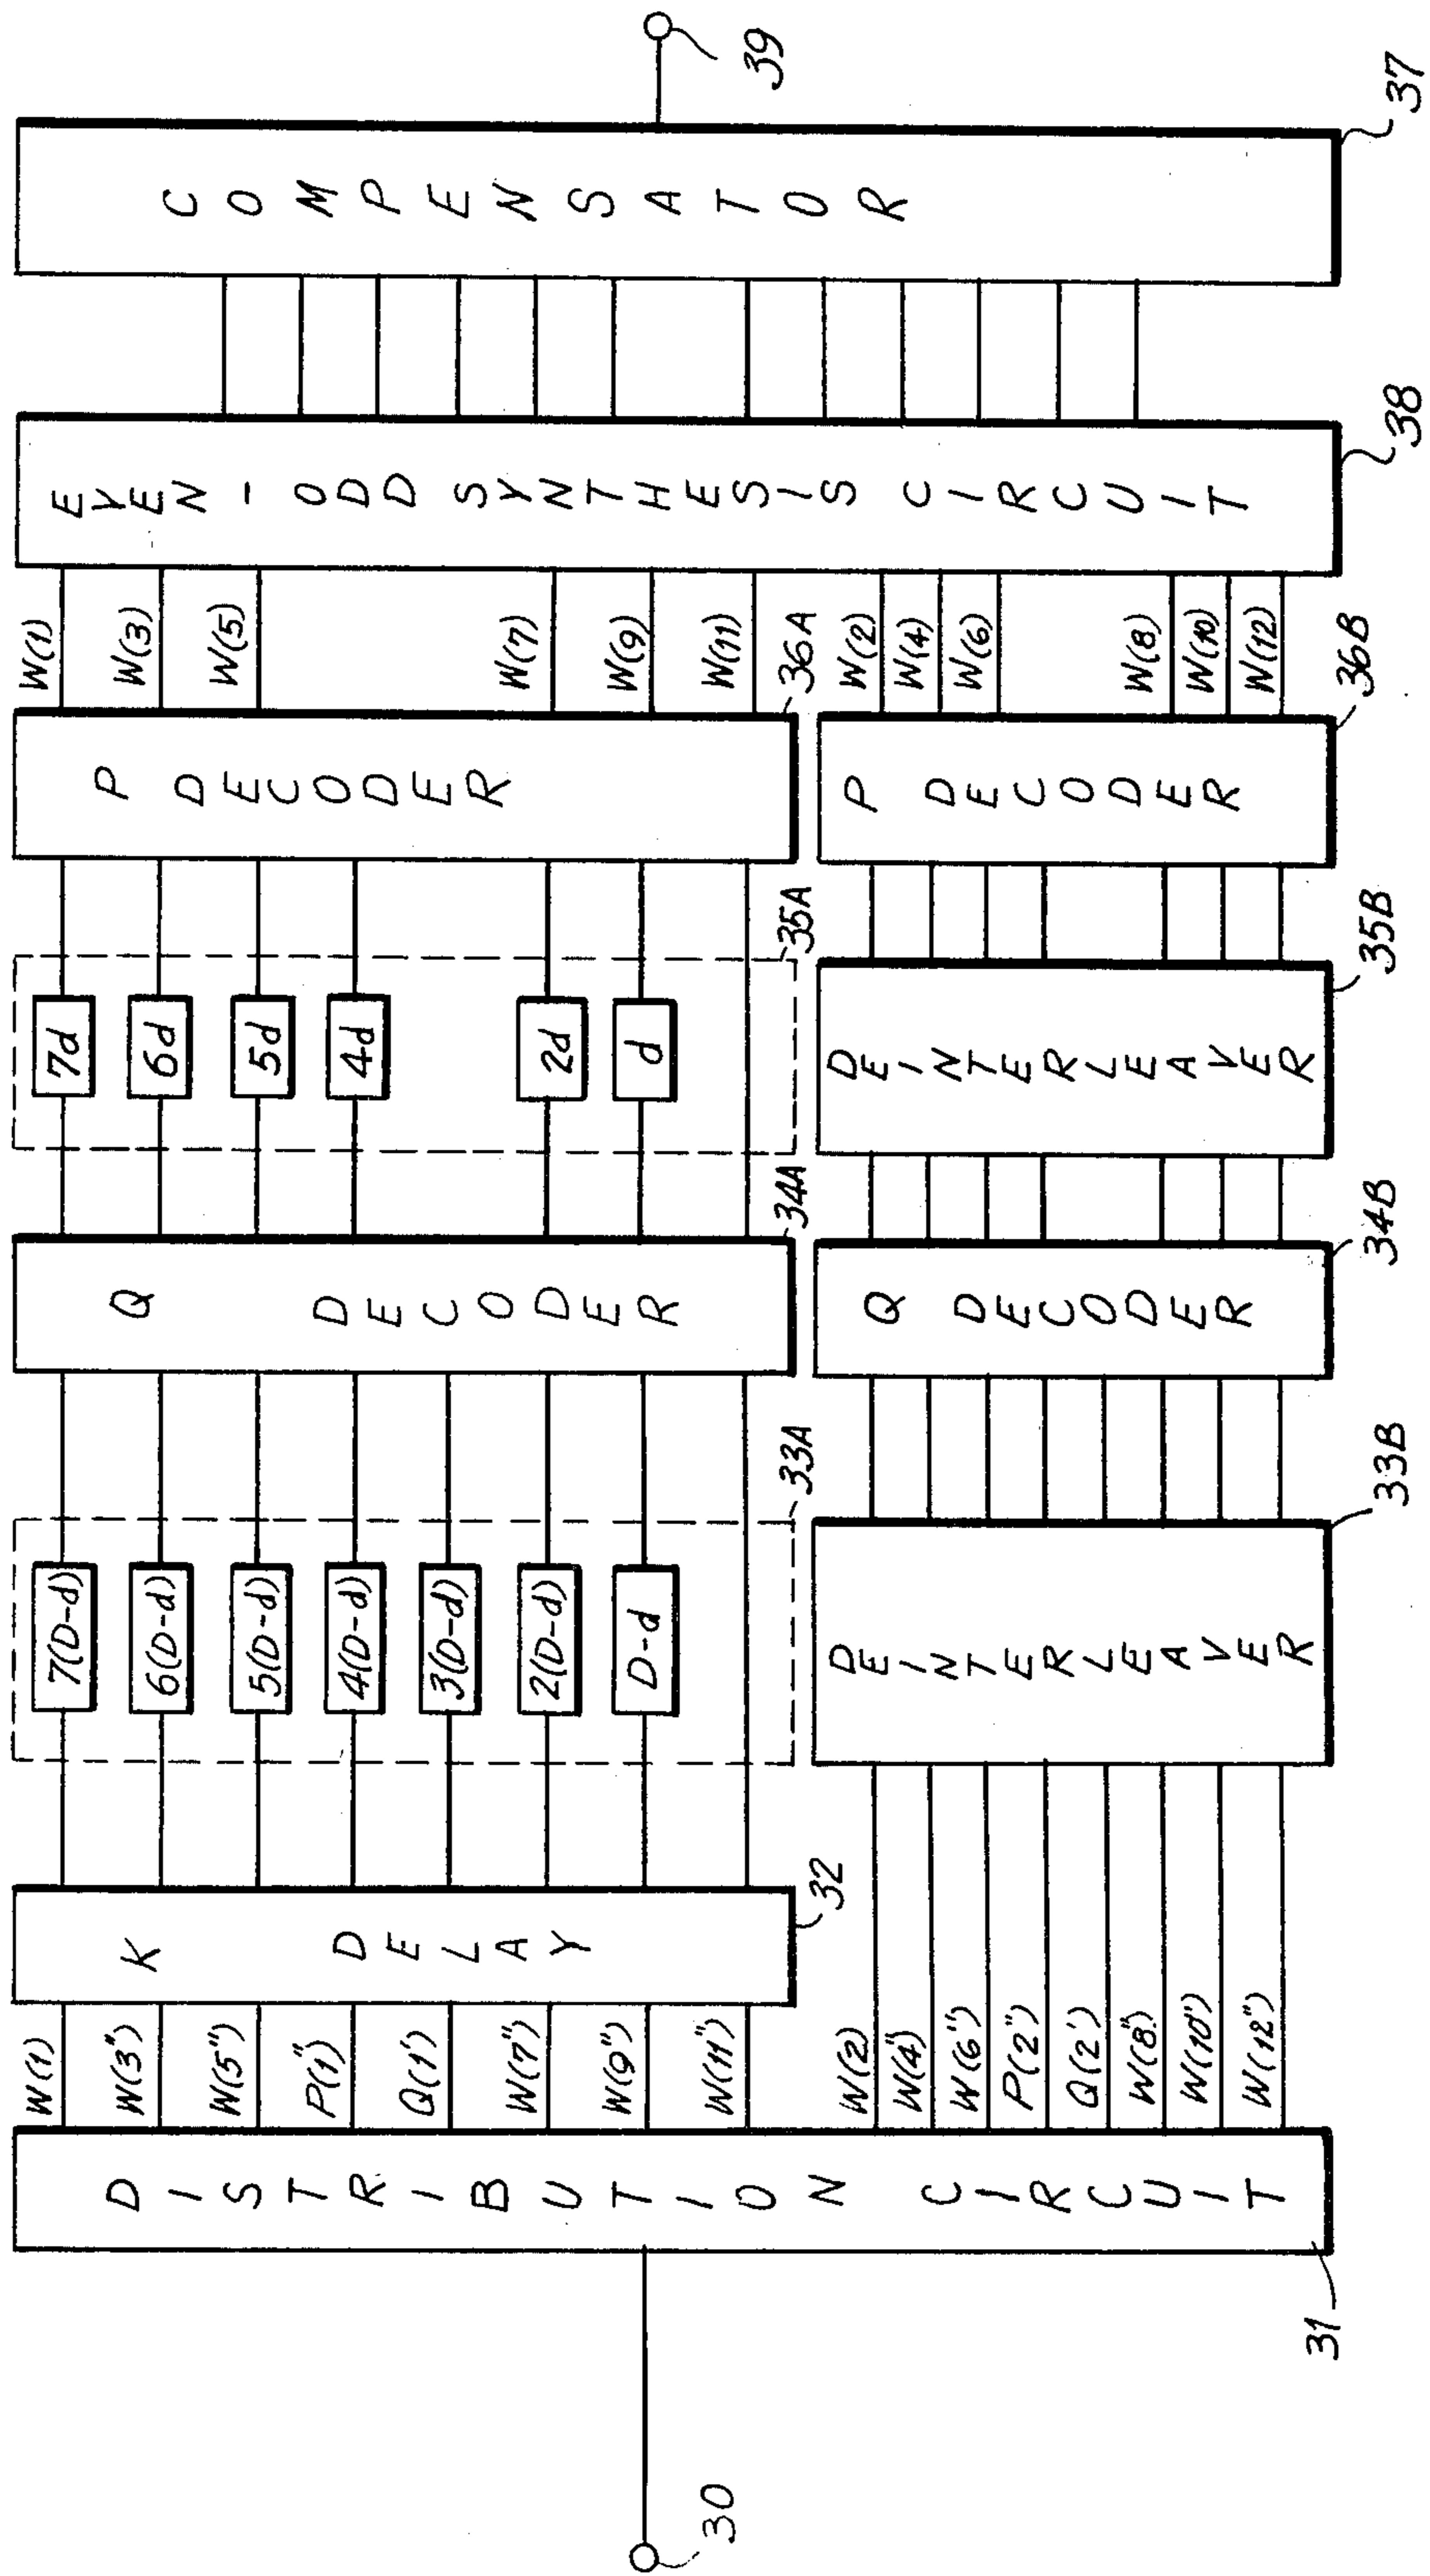 30
DISTRIBUTION CIRCUIT
31
W(1)
W(3")
W(5")
P(1")
Q(1')
W(7")
W(9")
W(11")
W(2)
W(4")
W(6")
P(2")
Q(2')
W(8")
W(10")
W(12")
K DELAY
32
7(D-d)
6(D-d)
5(D-d)
4(D-d)
3(D-d)
2(D-d)
D-d
33A
DEINTERLEAVER
33B
Q DECODER
34A
Q DECODER
34B
7d
6d
5d
4d
2d
d
35A
DEINTERLEAVER
35B
P DECODER
36A
P DECODER
36B
W(1)
W(3)
W(5)
W(7)
W(9)
W(11)
W(2)
W(4)
W(6)
W(8)
W(10)
W(12)
EVEN-ODD SYNTHESIS CIRCUIT
38
COMPENSATOR
37
39